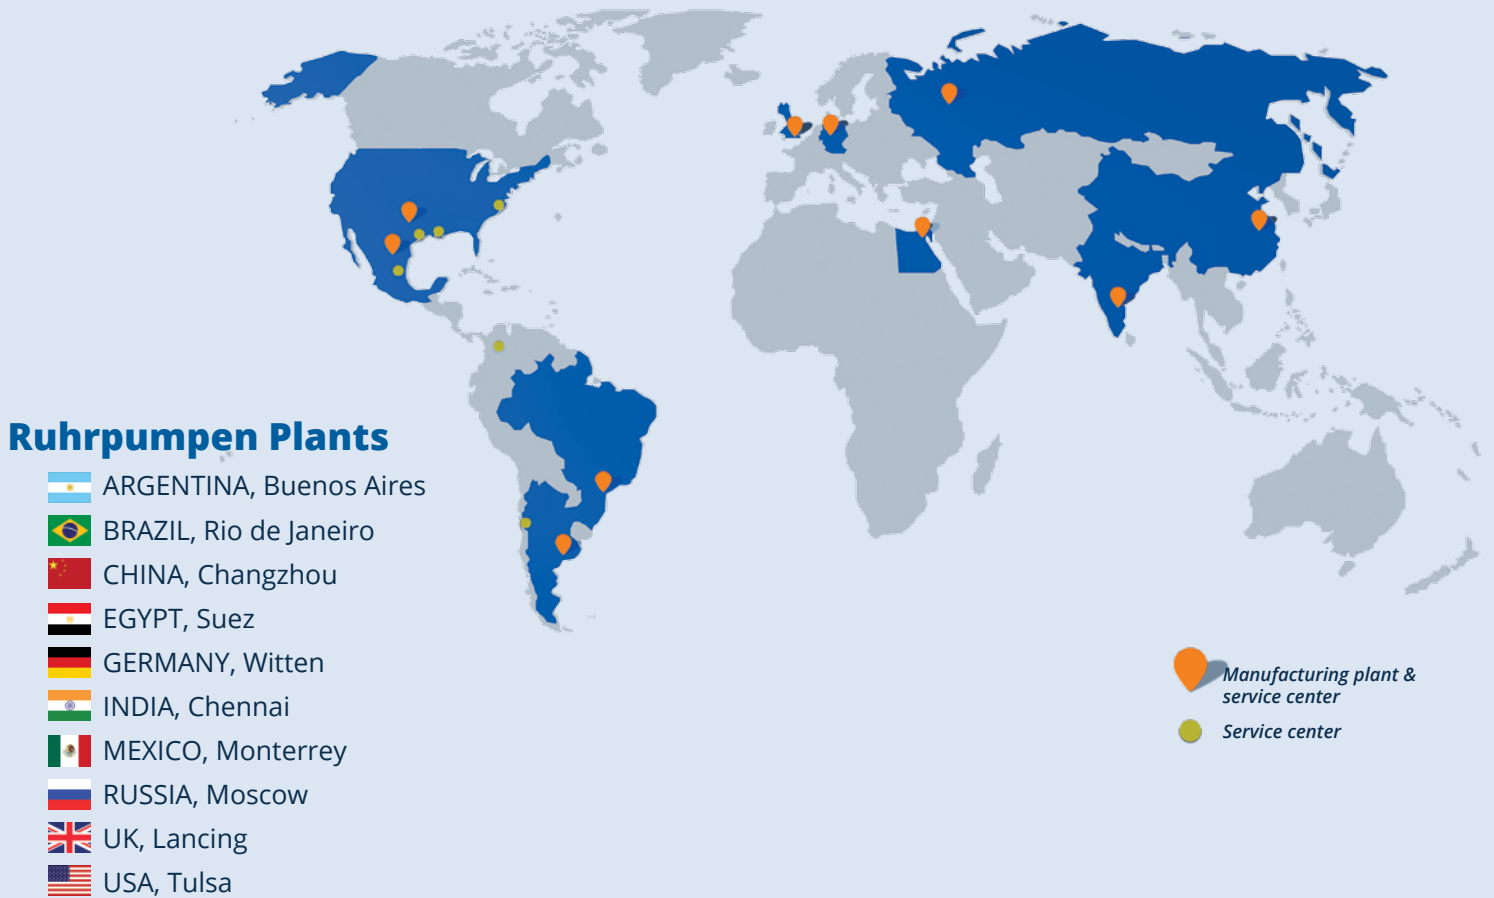 Ruhrpumpen Plants
ARGENTINA, Buenos Aires
BRAZIL, Rio de Janeiro
CHINA, Changzhou
EGYPT, Suez
GERMANY, Witten
INDIA, Chennai
MEXICO, Monterrey
RUSSIA, Moscow
UK, Lancing
USA, Tulsa
Manufacturing plant &
service center
Service center